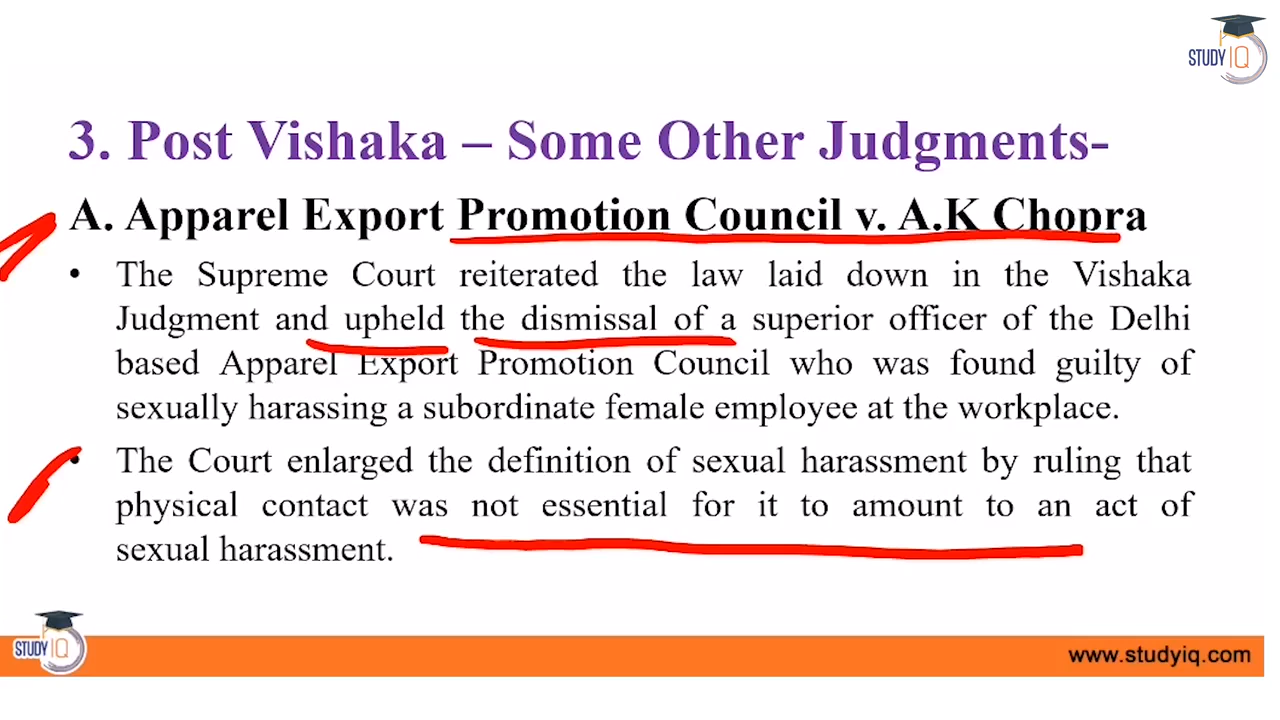 STUDY IQ
3. Post Vishaka – Some Other Judgments-
A. Apparel Export Promotion Council v. A.K Chopra
• The Supreme Court reiterated the law laid down in the Vishaka
Judgment and upheld the dismissal of a superior officer of the Delhi
based Apparel Export Promotion Council who was found guilty of
sexually harassing a subordinate female employee at the workplace.
• The Court enlarged the definition of sexual harassment by ruling that
physical contact was not essential for it to amount to an act of
sexual harassment.
STUDY IQ
www.studyiq.com